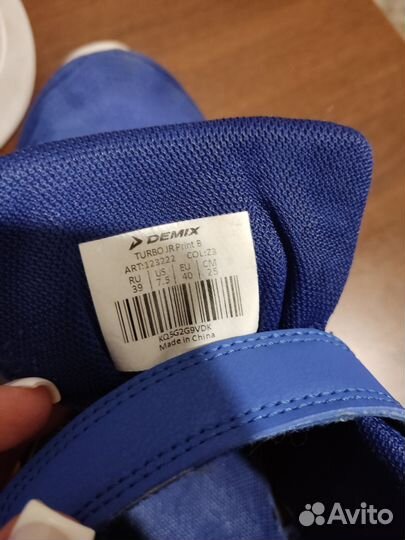 DEMIX
TURBO JR Print B
ART:123222 COL:Z3
RU US EU CM
39 7.5 40 25
KQ5G2G9VDK
Made in China
Avito